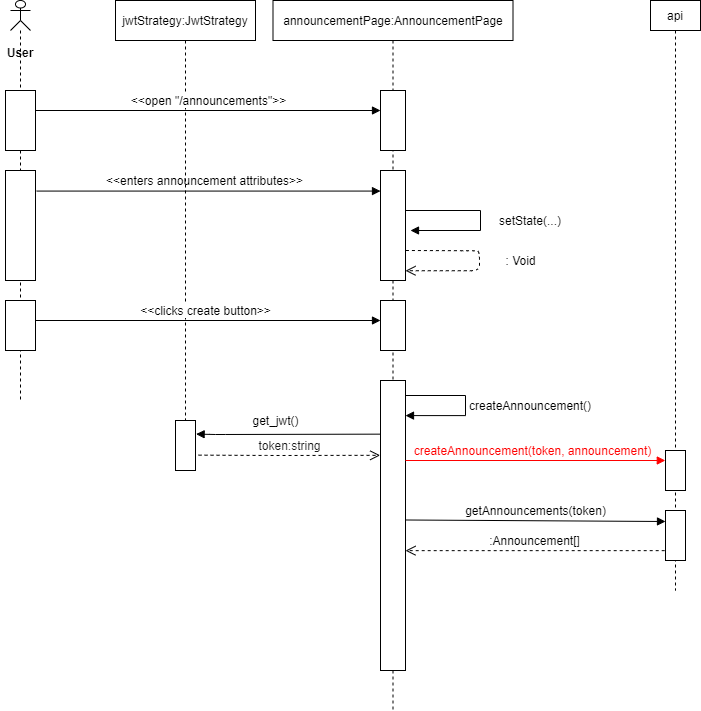 jwtStrategy:JwtStrategy
announcementPage:AnnouncementPage
api
User
<<open "/announcements">>
<<enters announcement attributes>>
setState(...)
: Void
<<clicks create button>>
createAnnouncement()
get_jwt()
token:string
createAnnouncement(token, announcement)
getAnnouncements(token)
:Announcement[]